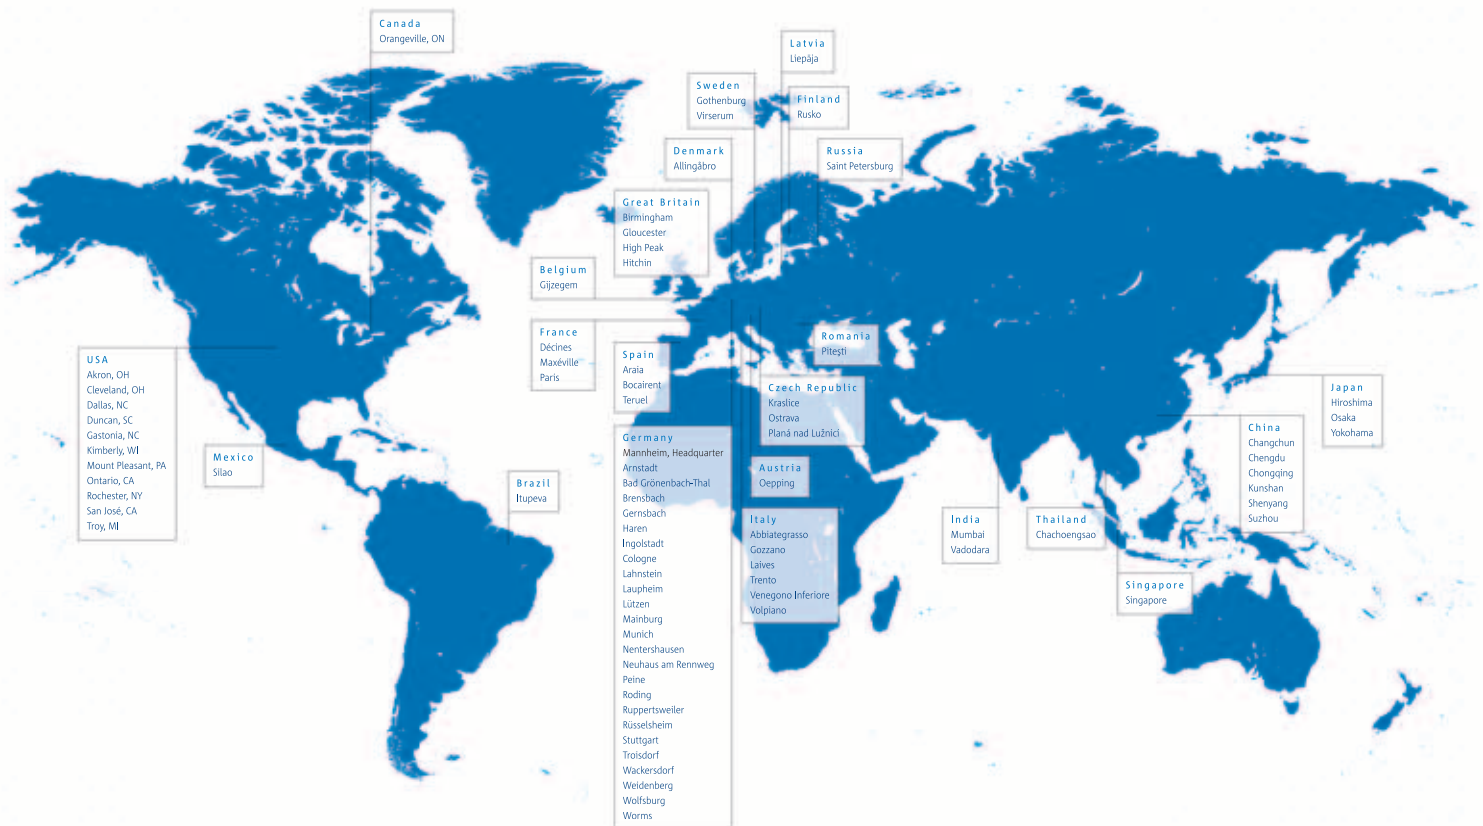 Canada
Orangeville, ON
Latvia
Liepāja
Sweden
Gothenburg
Virserum
Finland
Rusko
Denmark
Allingåbro
Russia
Saint Petersburg
Great Britain
Birmingham
Gloucester
High Peak
Hitchin
Belgium
Gijzegem
France
Décines
Maxéville
Paris
Spain
Araia
Bocairent
Teruel
Romania
Pitești
Czech Republic
Kraslice
Ostrava
Planá nad Lužnicí
USA
Akron, OH
Cleveland, OH
Dallas, NC
Duncan, SC
Gastonia, NC
Kimberly, WI
Mount Pleasant, PA
Ontario, CA
Rochester, NY
San José, CA
Troy, MI
Mexico
Silao
Brazil
Itupeva
Germany
Mannheim, Headquarter
Arnstadt
Bad Grönenbach-Thal
Brensbach
Gernsbach
Haren
Ingolstadt
Cologne
Lahnstein
Laupheim
Lützen
Mainburg
Munich
Nentershausen
Neuhaus am Rennweg
Peine
Roding
Ruppertsweiler
Rüsselsheim
Stuttgart
Troisdorf
Wackersdorf
Weidenberg
Wolfsburg
Worms
Austria
Oepping
Italy
Abbiategrasso
Gozzano
Laives
Trento
Venegono Inferiore
Volpiano
India
Mumbai
Vadodara
Thailand
Chachoengsao
Singapore
Singapore
China
Changchun
Chengdu
Chongqing
Kunshan
Shenyang
Suzhou
Japan
Hiroshima
Osaka
Yokohama